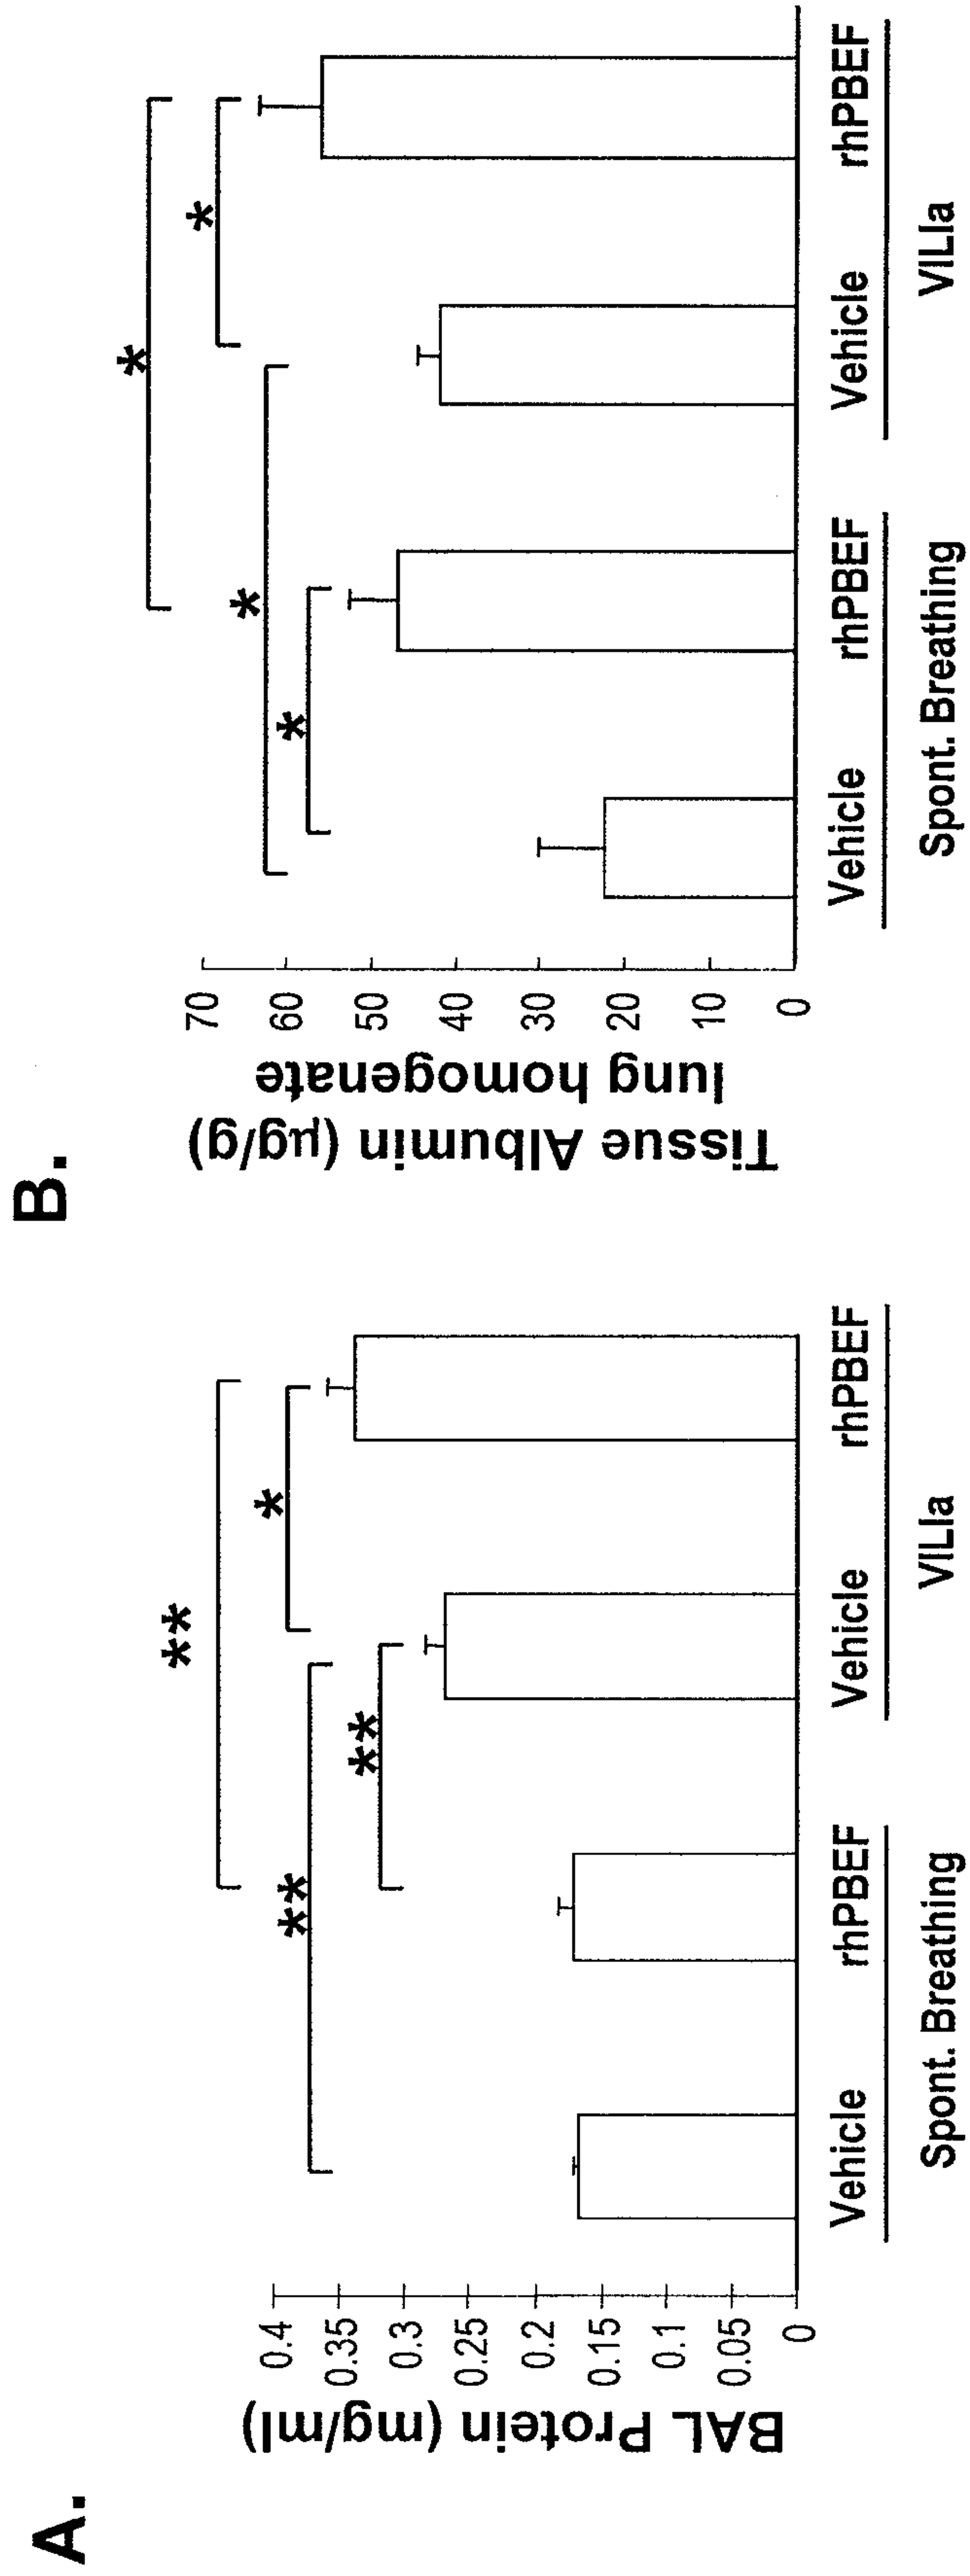 A.
BAL Protein (mg/ml)
0.4
0.35
0.3
0.25
0.2
0.15
0.1
0.05
0
**
**
**
*
Vehicle rhPBEF Vehicle rhPBEF
Spont. Breathing VILIa
B.
Tissue Albumin (μg/g)
lung homogenate
70
60
50
40
30
20
10
0
*
*
*
*
Vehicle rhPBEF Vehicle rhPBEF
Spont. Breathing VILIa